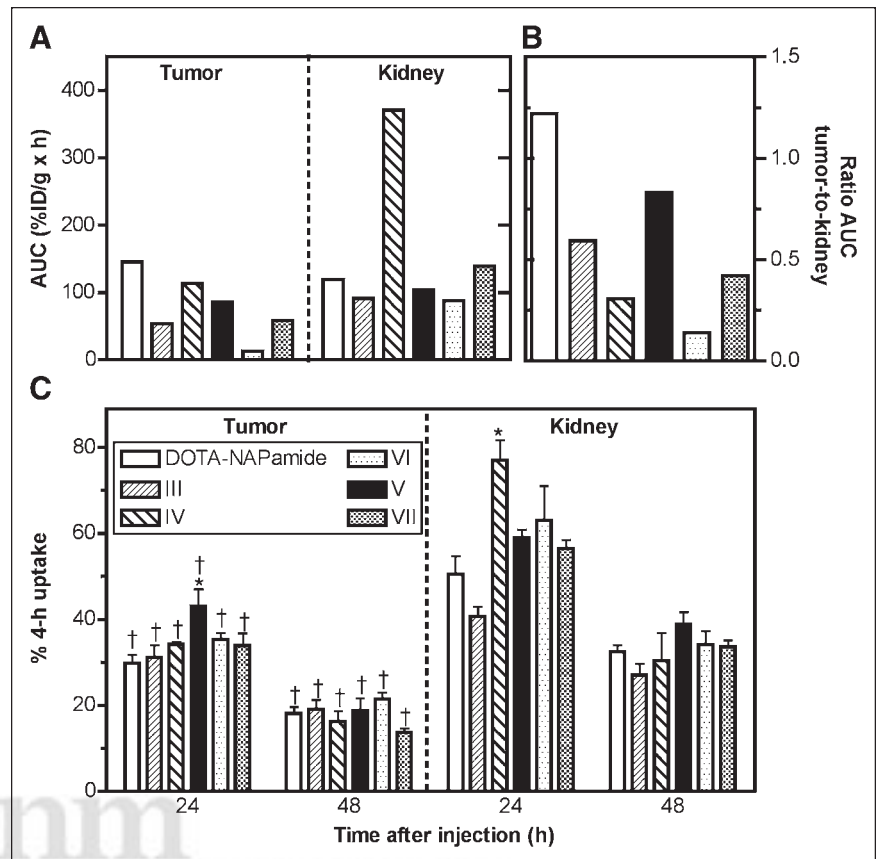 A
B
Tumor
Kidney
AUC (%ID/g x h)
400
300
200
100
0
1.5
1.0
0.5
0.0
Ratio AUC
tumor-to-kidney
C
Tumor
Kidney
DOTA-NAPamide
III
IV
VI
V
VII
% 4-h uptake
80
60
40
20
0
† † † † * † †
† † † † † †
*
24
48
24
48
Time after injection (h)
nm